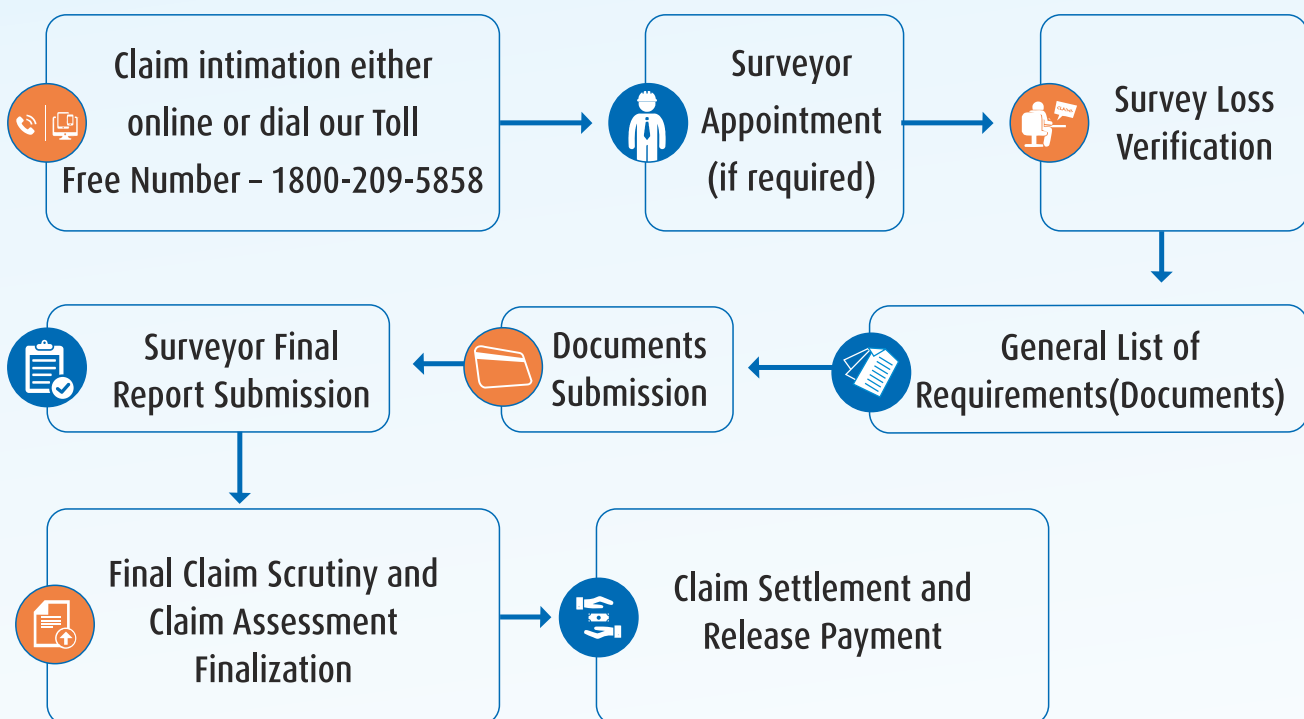 Claim intimation either
online or dial our Toll
Free Number – 1800-209-5858
Surveyor
Appointment
(if required)
CLAIMS
Survey Loss
Verification
General List of
Requirements(Documents)
Documents
Submission
Surveyor Final
Report Submission
Final Claim Scrutiny and
Claim Assessment
Finalization
Claim Settlement and
Release Payment